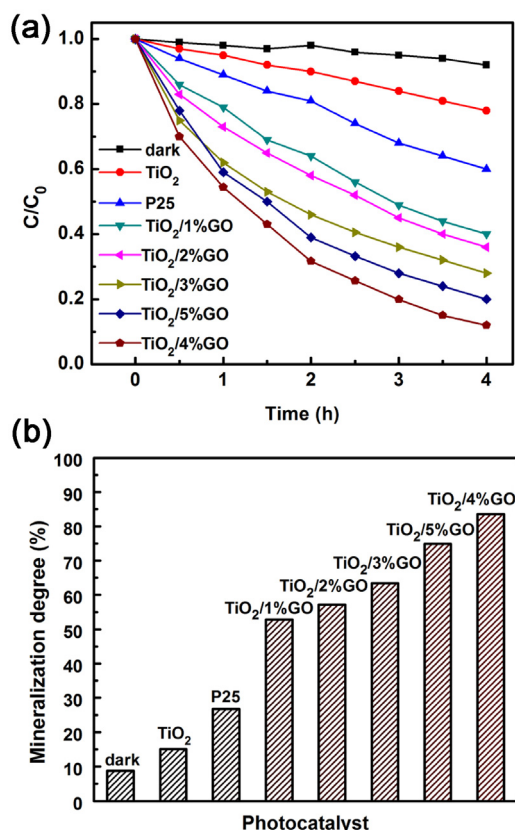 (a)
1.0
0.8
0.6
0.4
0.2
0.0
C/C₀
dark
TiO₂
P25
TiO₂/1%GO
TiO₂/2%GO
TiO₂/3%GO
TiO₂/5%GO
TiO₂/4%GO
0 1 2 3 4
Time (h)
(b)
100
90
80
70
60
50
40
30
20
10
0
Mineralization degree (%)
dark
TiO₂
P25
TiO₂/1%GO
TiO₂/2%GO
TiO₂/3%GO
TiO₂/5%GO
TiO₂/4%GO
Photocatalyst